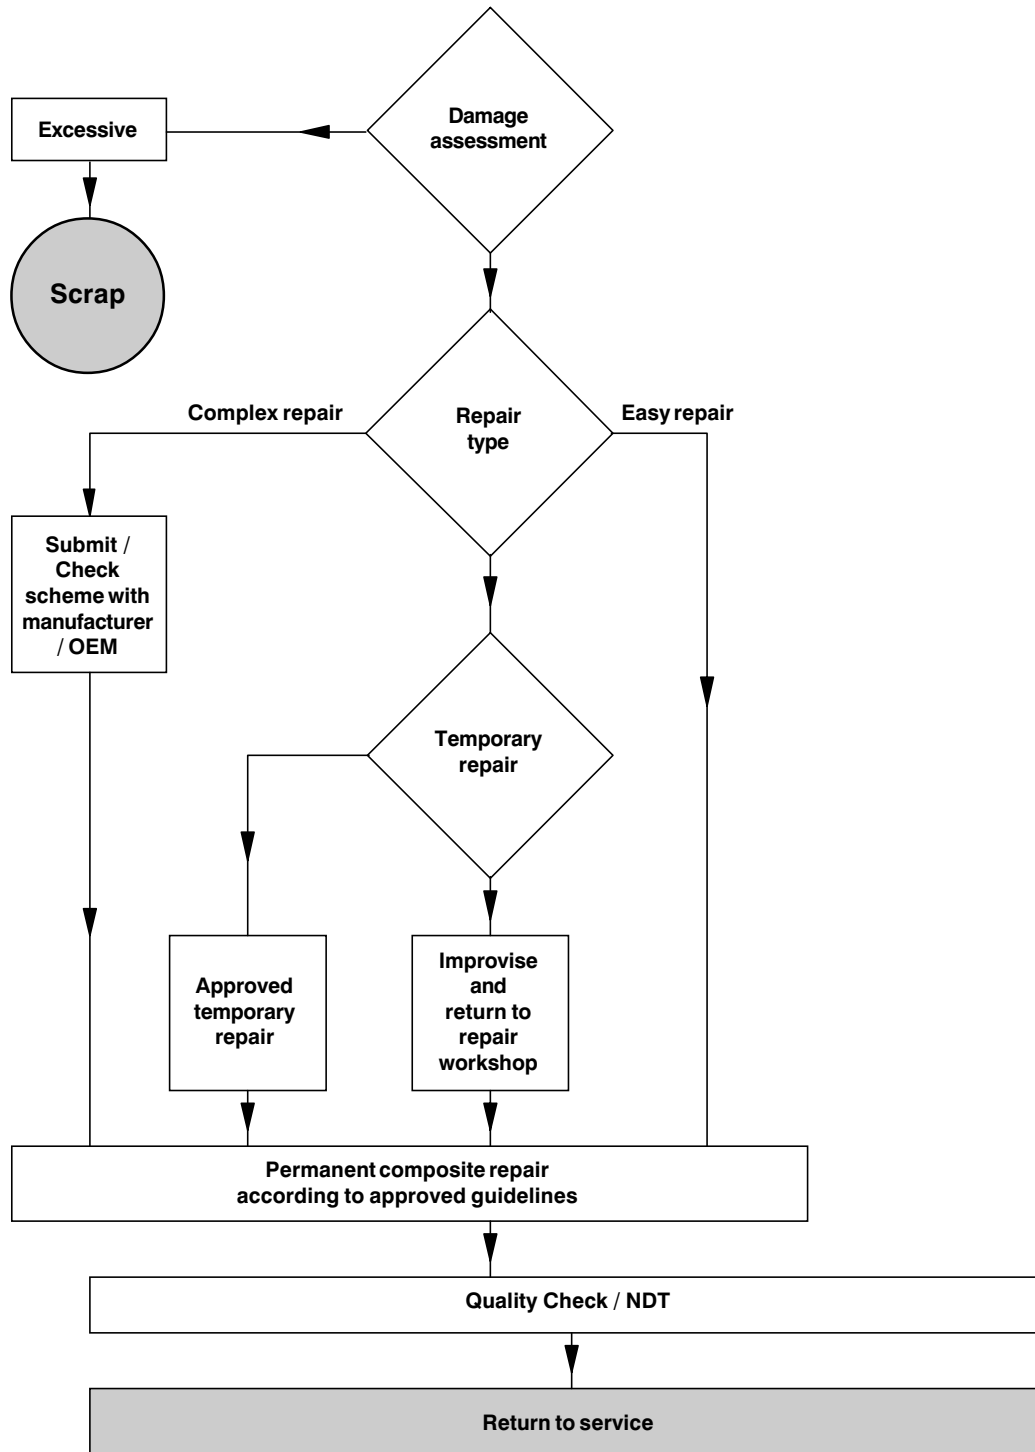 Damage
assessment
Excessive
Scrap
Complex repair
Repair
type
Easy repair
Submit /
Check
scheme with
manufacturer
/ OEM
Temporary
repair
Approved
temporary
repair
Improvise
and
return to
repair
workshop
Permanent composite repair
according to approved guidelines
Quality Check / NDT
Return to service